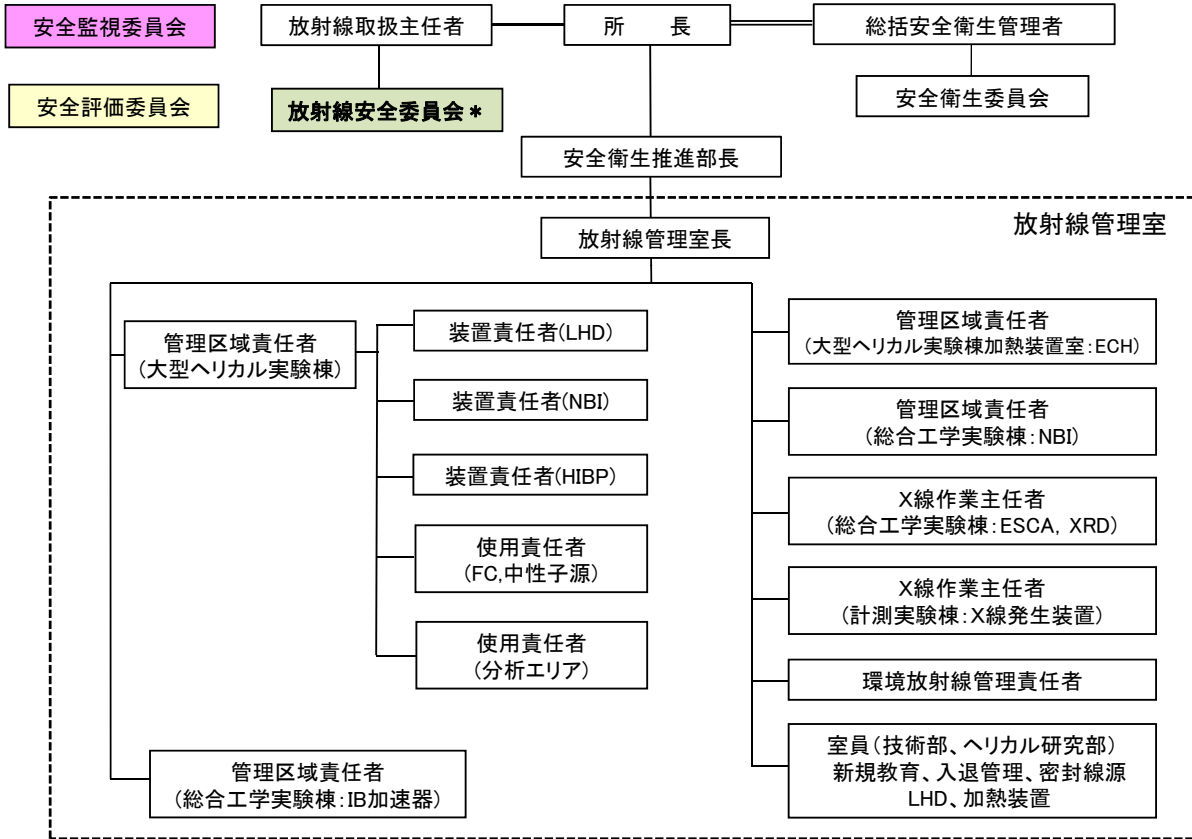 安全監視委員会
放射線取扱主任者
所　長
総括安全衛生管理者
安全評価委員会
放射線安全委員会＊
安全衛生委員会
安全衛生推進部長
放射線管理室
放射線管理室長
管理区域責任者
(大型ヘリカル実験棟)
装置責任者(LHD)
装置責任者(NBI)
装置責任者(HIBP)
使用責任者
(FC,中性子源)
使用責任者
(分析エリア)
管理区域責任者
(総合工学実験棟：IB加速器)
管理区域責任者
(大型ヘリカル実験棟加熱装置室：ECH)
管理区域責任者
(総合工学実験棟：NBI)
X線作業主任者
(総合工学実験棟：ESCA, XRD)
X線作業主任者
(計測実験棟：X線発生装置)
環境放射線管理責任者
室員(技術部、ヘリカル研究部)
新規教育、入退管理、密封線源
LHD、加熱装置